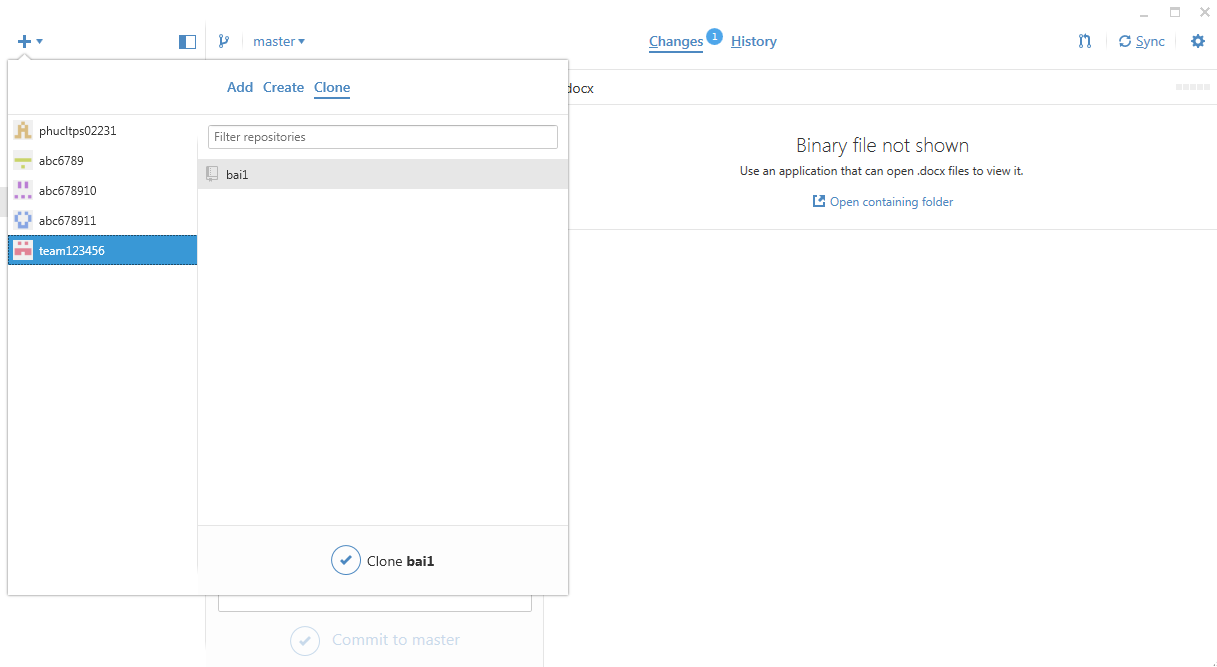 master
Changes 1 History
Sync
Add Create Clone
docx
phucltps02231
abc6789
abc678910
abc678911
team123456
Filter repositories
bai1
Binary file not shown
Use an application that can open .docx files to view it.
Open containing folder
Clone bai1
Commit to master